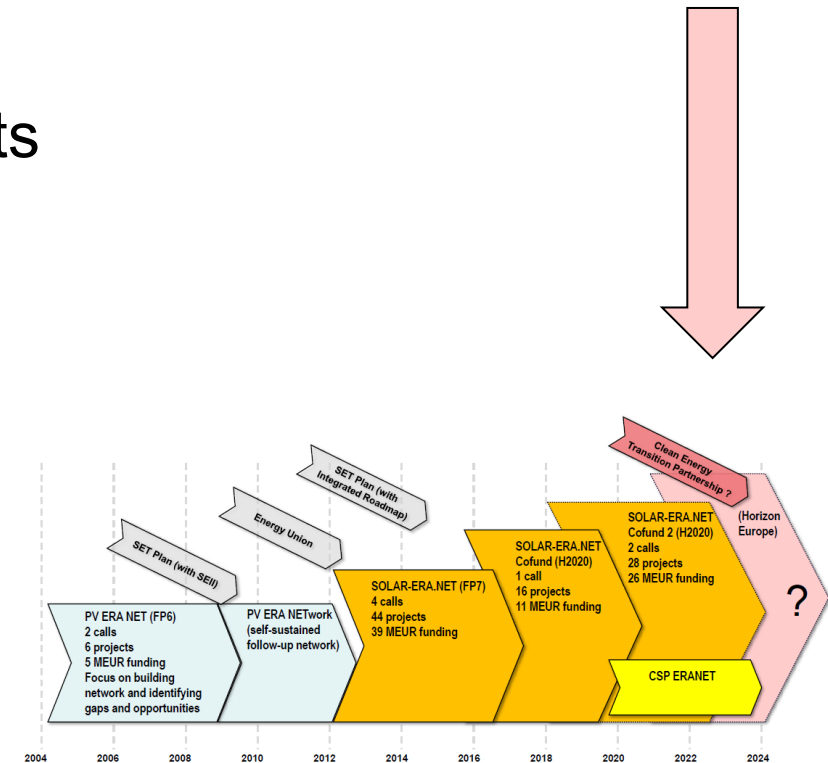 ts
Clean Energy
Transition Partnership ?
SET Plan (with
Integrated Roadmap)
Energy Union
SET Plan (with SEII)
(Horizon
Europe)
?
SOLAR-ERA.NET
Cofund 2 (H2020)
2 calls
28 projects
26 MEUR funding
SOLAR-ERA.NET
Cofund (H2020)
1 call
16 projects
11 MEUR funding
SOLAR-ERA.NET (FP7)
4 calls
44 projects
39 MEUR funding
PV ERA NETwork
(self-sustained
follow-up network)
PV ERA NET (FP6)
2 calls
6 projects
5 MEUR funding
Focus on building
network and identifying
gaps and opportunities
CSP ERANET
2004 2006 2008 2010 2012 2014 2016 2018 2020 2022 2024